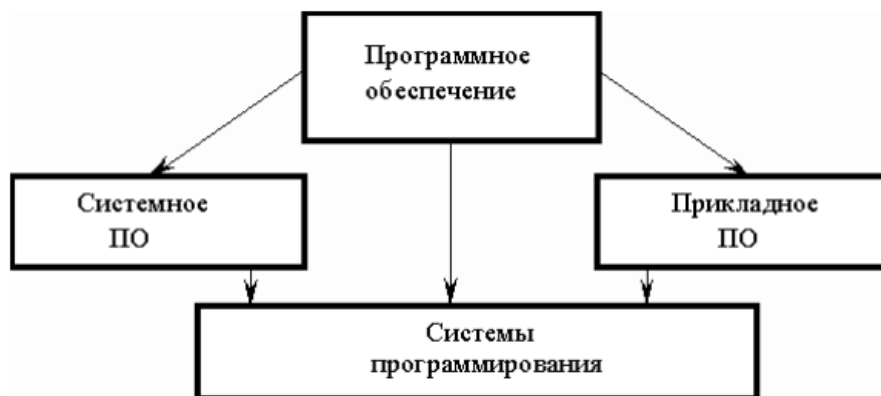 Программное
обеспечение
Системное
ПО
Прикладное
ПО
Системы
программирования